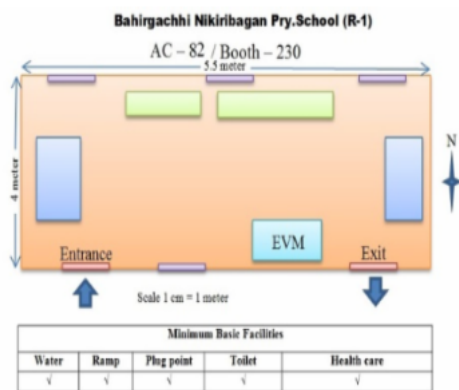 Bahirgachhi Nikiribagan Pry.School (R-1)
AC – 82 / Booth – 230
5.5 meter
4 meter
N
EVM
Entrance
Exit
Scale 1 cm = 1 meter
Minimum Basic Facilities
Water Ramp Plug point Toilet Health care
√ √ √ √ √